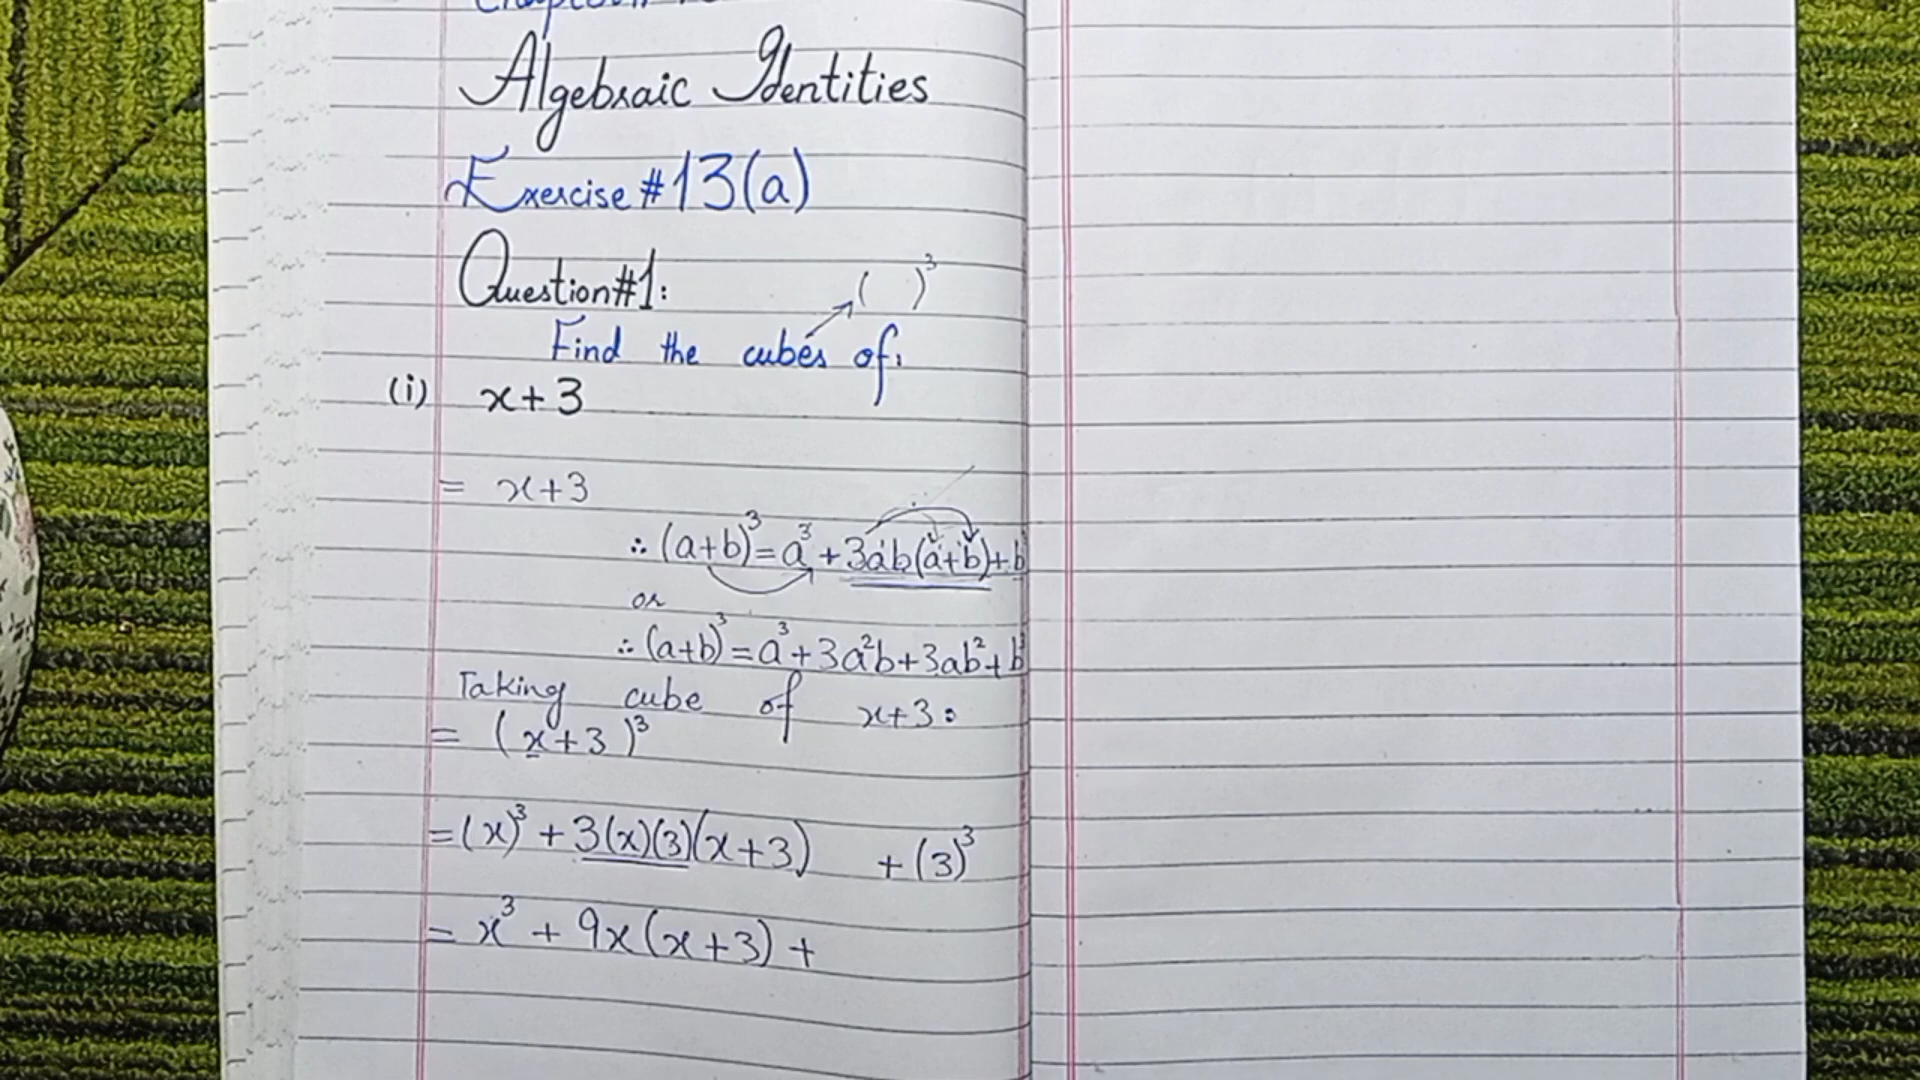 Algebraic Identities
Exercise #13(a)
Question#1:
( )³
Find the cubes of:
(i) x+3
= x+3
∴ (a+b)³ = a³ + 3ab(a+b) + b
or
∴ (a+b)³ = a³ + 3a²b + 3ab² + b³
Taking cube of x+3:
= (x+3)³
= (x)³ + 3(x)(3)(x+3) + (3)³
= x³ + 9x(x+3) +